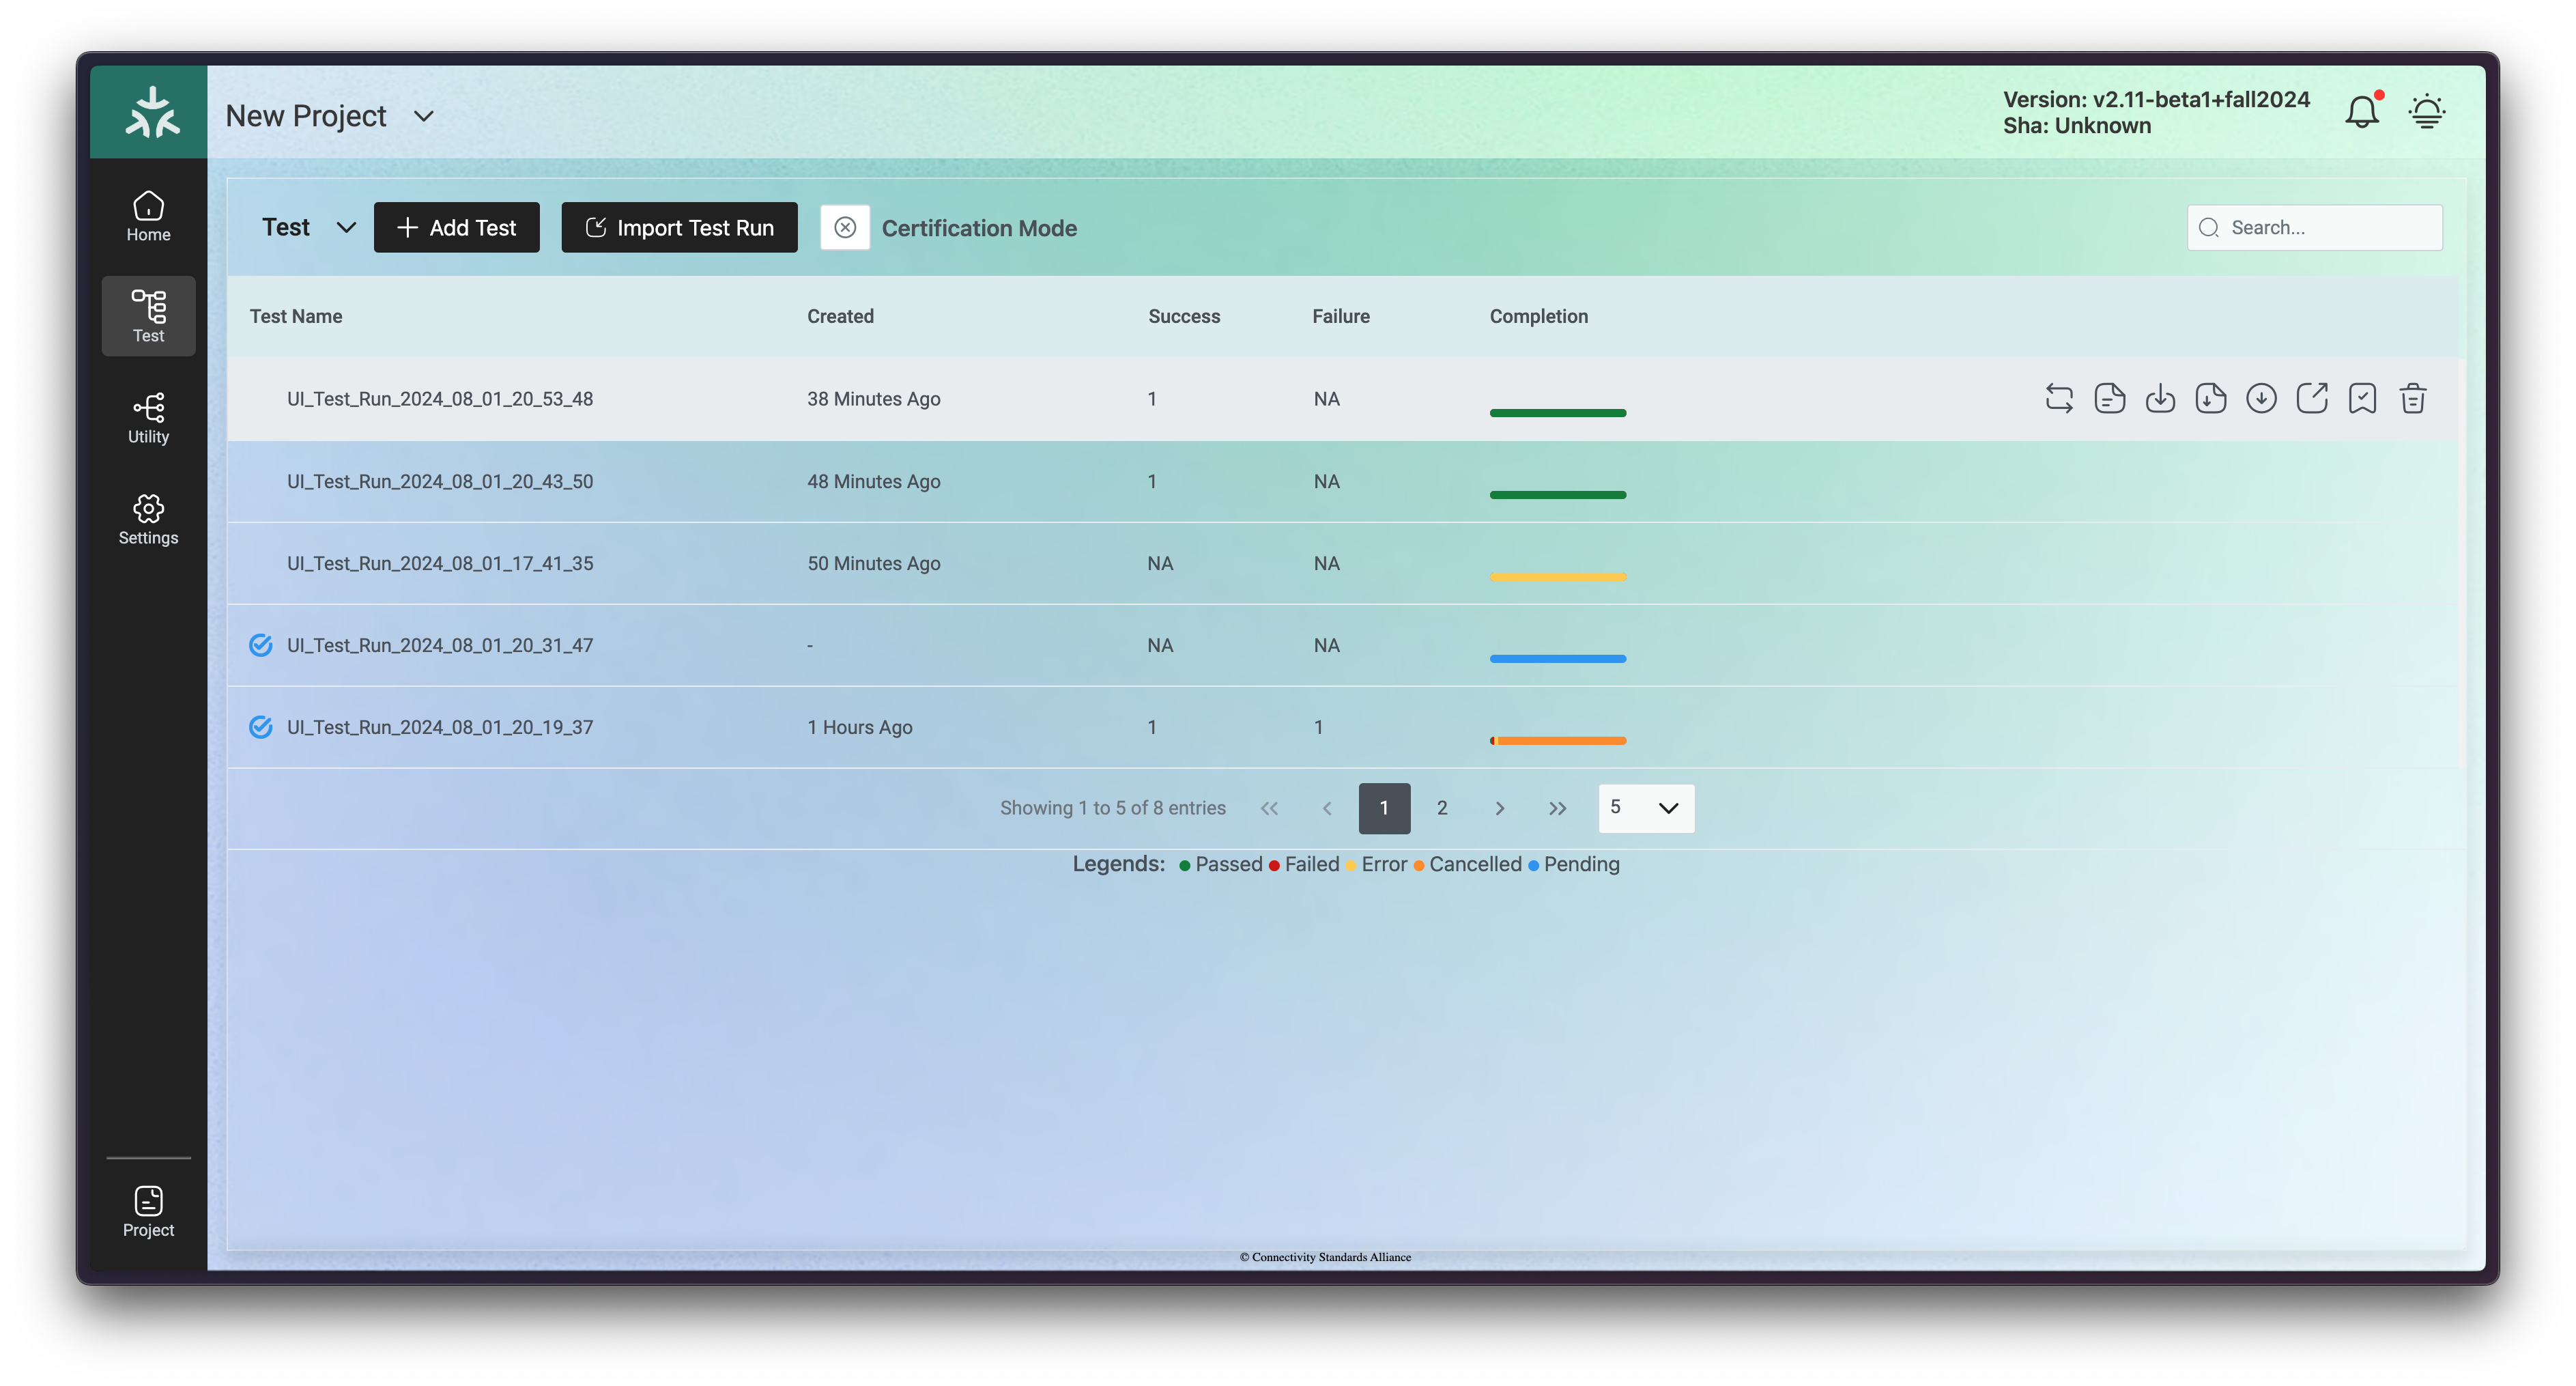 New Project
Version: v2.11-beta1+fall2024
Sha: Unknown
Home
Test
Utility
Settings
Project
Test
Add Test
Import Test Run
Certification Mode
Search...
Test Name Created Success Failure Completion
UI_Test_Run_2024_08_01_20_53_48 38 Minutes Ago 1 NA
UI_Test_Run_2024_08_01_20_43_50 48 Minutes Ago 1 NA
UI_Test_Run_2024_08_01_17_41_35 50 Minutes Ago NA NA
UI_Test_Run_2024_08_01_20_31_47 - NA NA
UI_Test_Run_2024_08_01_20_19_37 1 Hours Ago 1 1
Showing 1 to 5 of 8 entries << < 1 2 > >> 5
Legends: Passed Failed Error Cancelled Pending
© Connectivity Standards Alliance